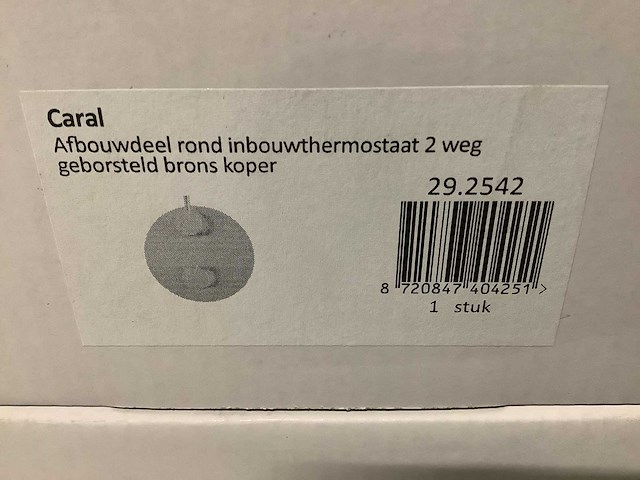 Caral
Afbouwdeel rond inbouwthermostaat 2 weg
geborsteld brons koper
29.2542
8 720847 404251 >
1 stuk